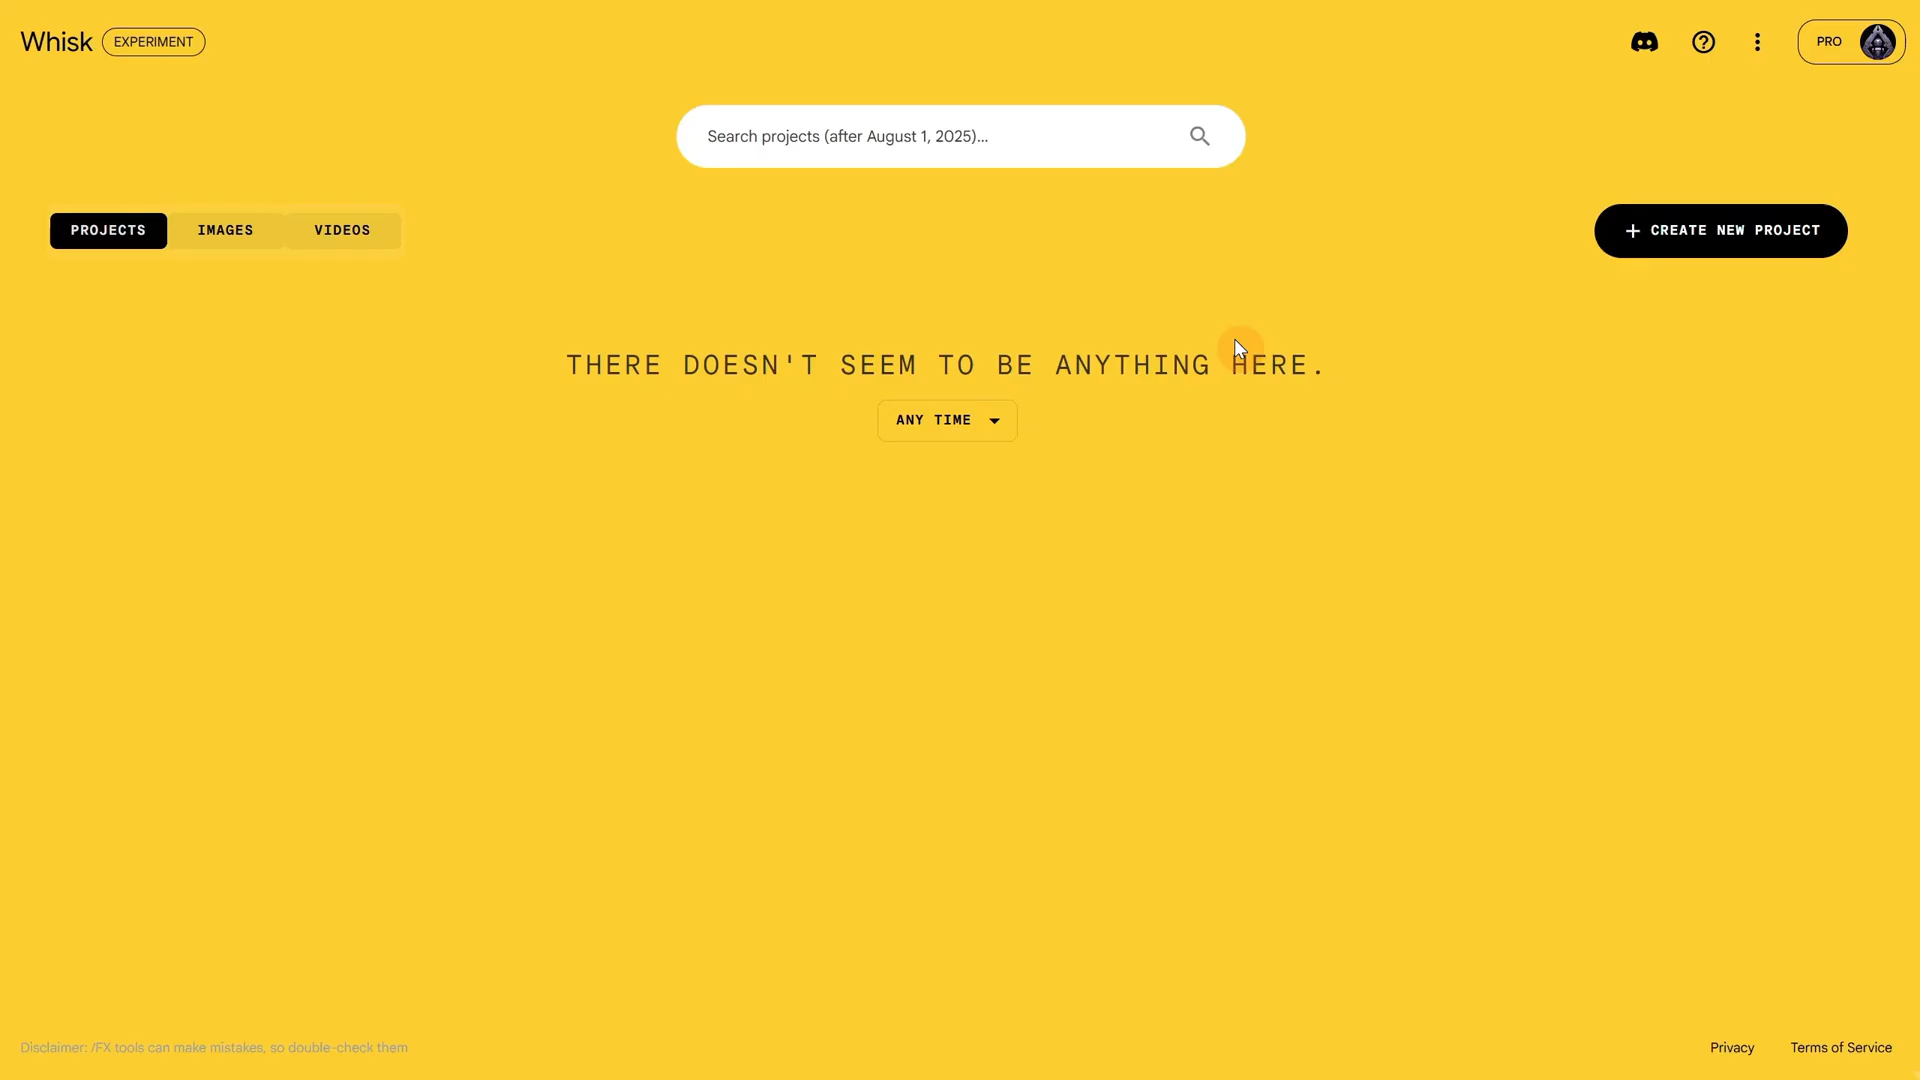 Whisk EXPERIMENT
PRO
Search projects (after August 1, 2025)...
PROJECTS IMAGES VIDEOS
+ CREATE NEW PROJECT
THERE DOESN'T SEEM TO BE ANYTHING HERE.
ANY TIME
Disclaimer: /FX tools can make mistakes, so double-check them
Privacy Terms of Service